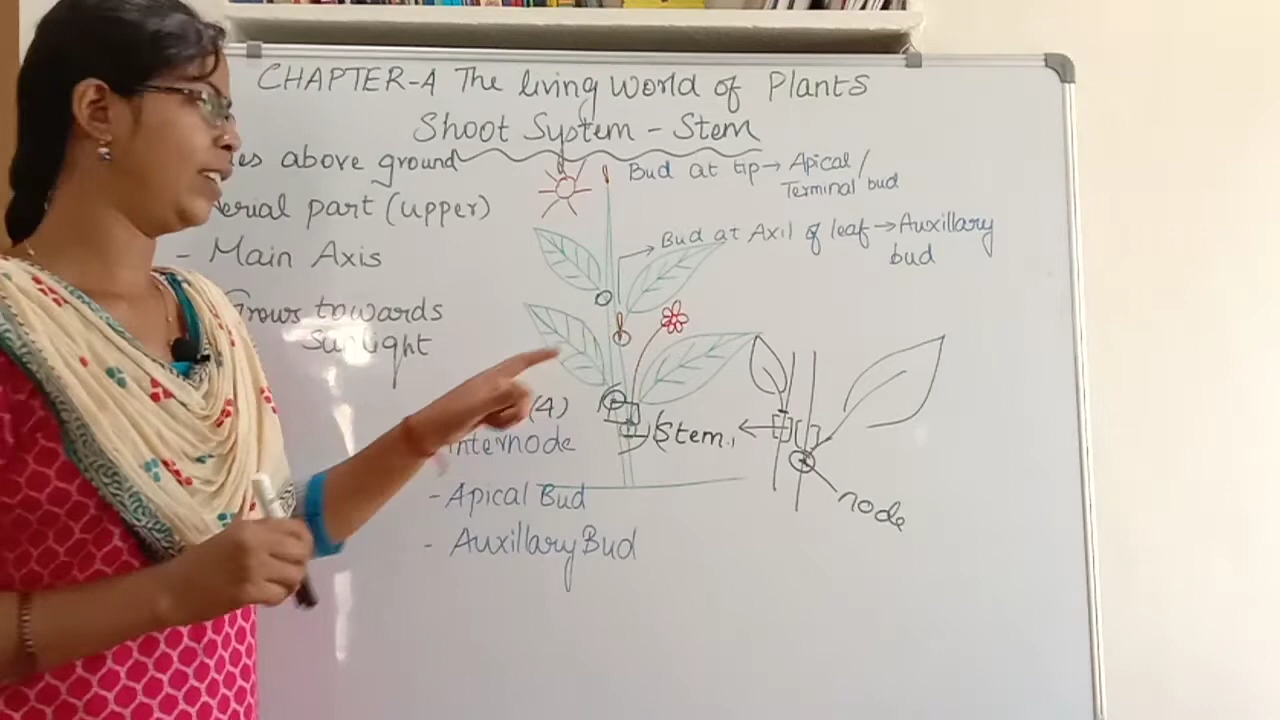 CHAPTER-4 The living World of Plants
Shoot System - Stem
es above ground
erial part (upper)
- Main Axis
Grows towards
Sunlight
(4)
Internode
- Apical Bud
- Auxillary Bud
Bud at tip → Apical /
Terminal bud
Bud at Axil of leaf → Auxillary
bud
Stem
node